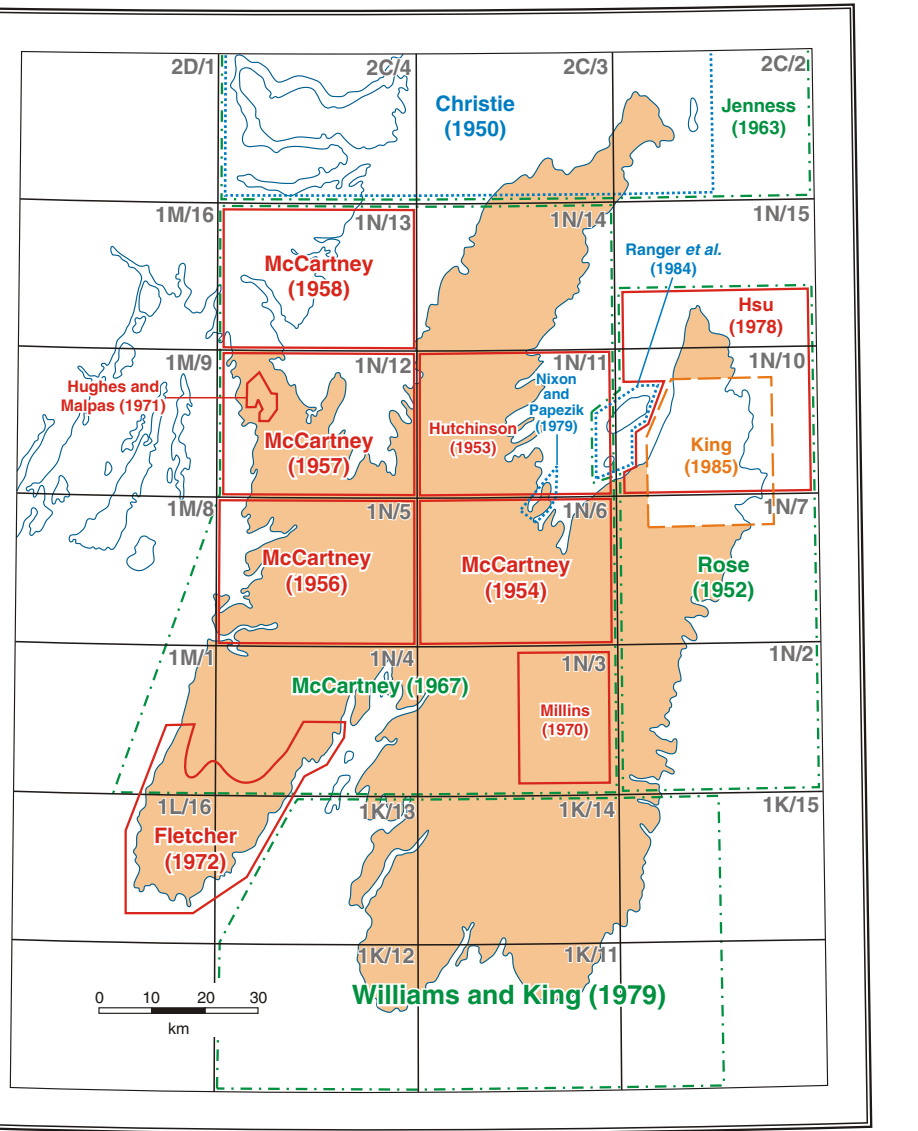 2D/1
2C/4
2C/3
2C/2
Christie
(1950)
Jenness
(1963)
1M/16
1N/13
1N/14
1N/15
McCartney
(1958)
Ranger et al.
(1984)
Hsu
(1978)
1M/9
1N/12
1N/11
1N/10
Hughes and
Malpas (1971)
Nixon
and
Papezik
(1979)
McCartney
(1957)
Hutchinson
(1953)
King
(1985)
1M/8
1N/5
1N/6
1N/7
McCartney
(1956)
McCartney
(1954)
Rose
(1952)
1M/1
1N/4
1N/3
1N/2
McCartney (1967)
Millins
(1970)
1L/16
1K/13
1K/14
1K/15
Fletcher
(1972)
1K/12
1K/11
Williams and King (1979)
0 10 20 30
km